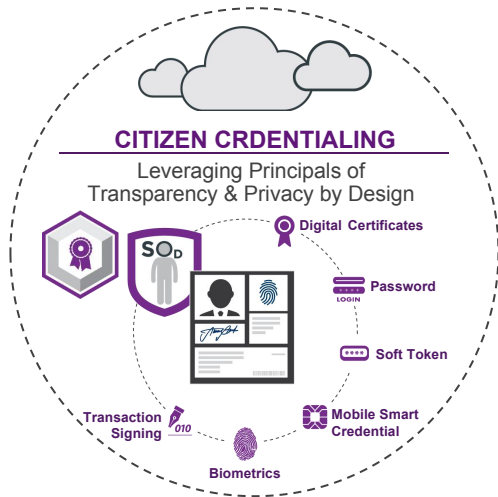 CITIZEN CRDENTIALING
Leveraging Principals of
Transparency & Privacy by Design
Digital Certificates
SOD
Password
LOGIN
****
Soft Token
Mobile Smart
Credential
Transaction
Signing
010
Biometrics